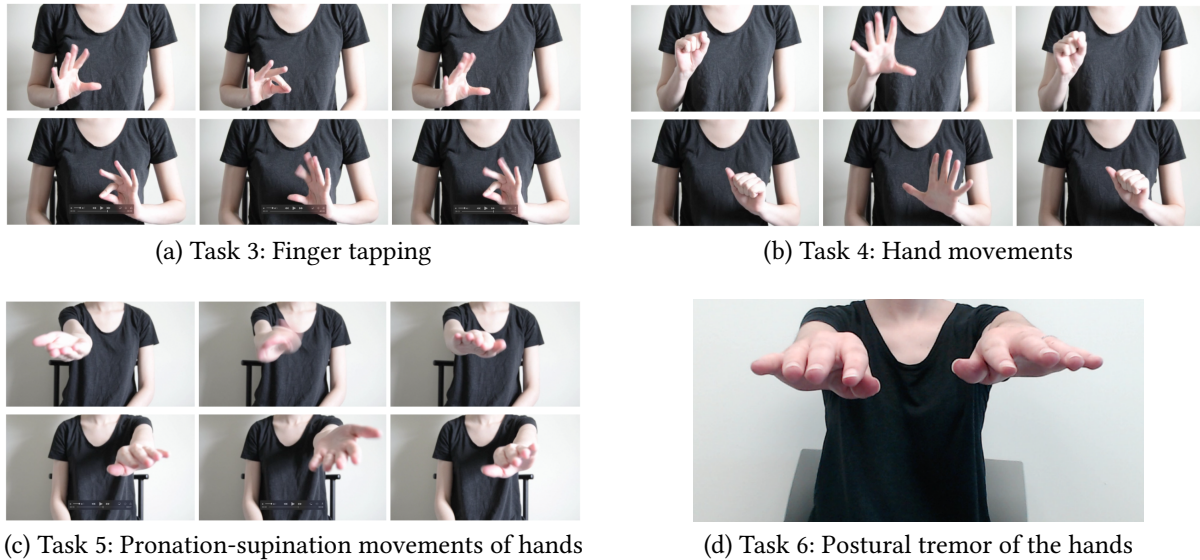 (a) Task 3: Finger tapping
(b) Task 4: Hand movements
(c) Task 5: Pronation-supination movements of hands
(d) Task 6: Postural tremor of the hands